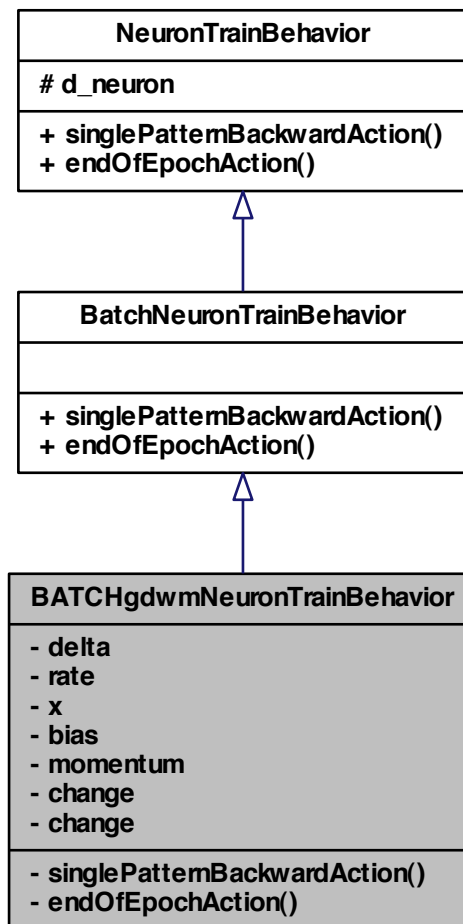 NeuronTrainBehavior
# d_neuron
+ singlePatternBackwardAction()
+ endOfEpochAction()
BatchNeuronTrainBehavior
+ singlePatternBackwardAction()
+ endOfEpochAction()
BATCHgdwmNeuronTrainBehavior
- delta
- rate
- x
- bias
- momentum
- change
- change
- singlePatternBackwardAction()
- endOfEpochAction()